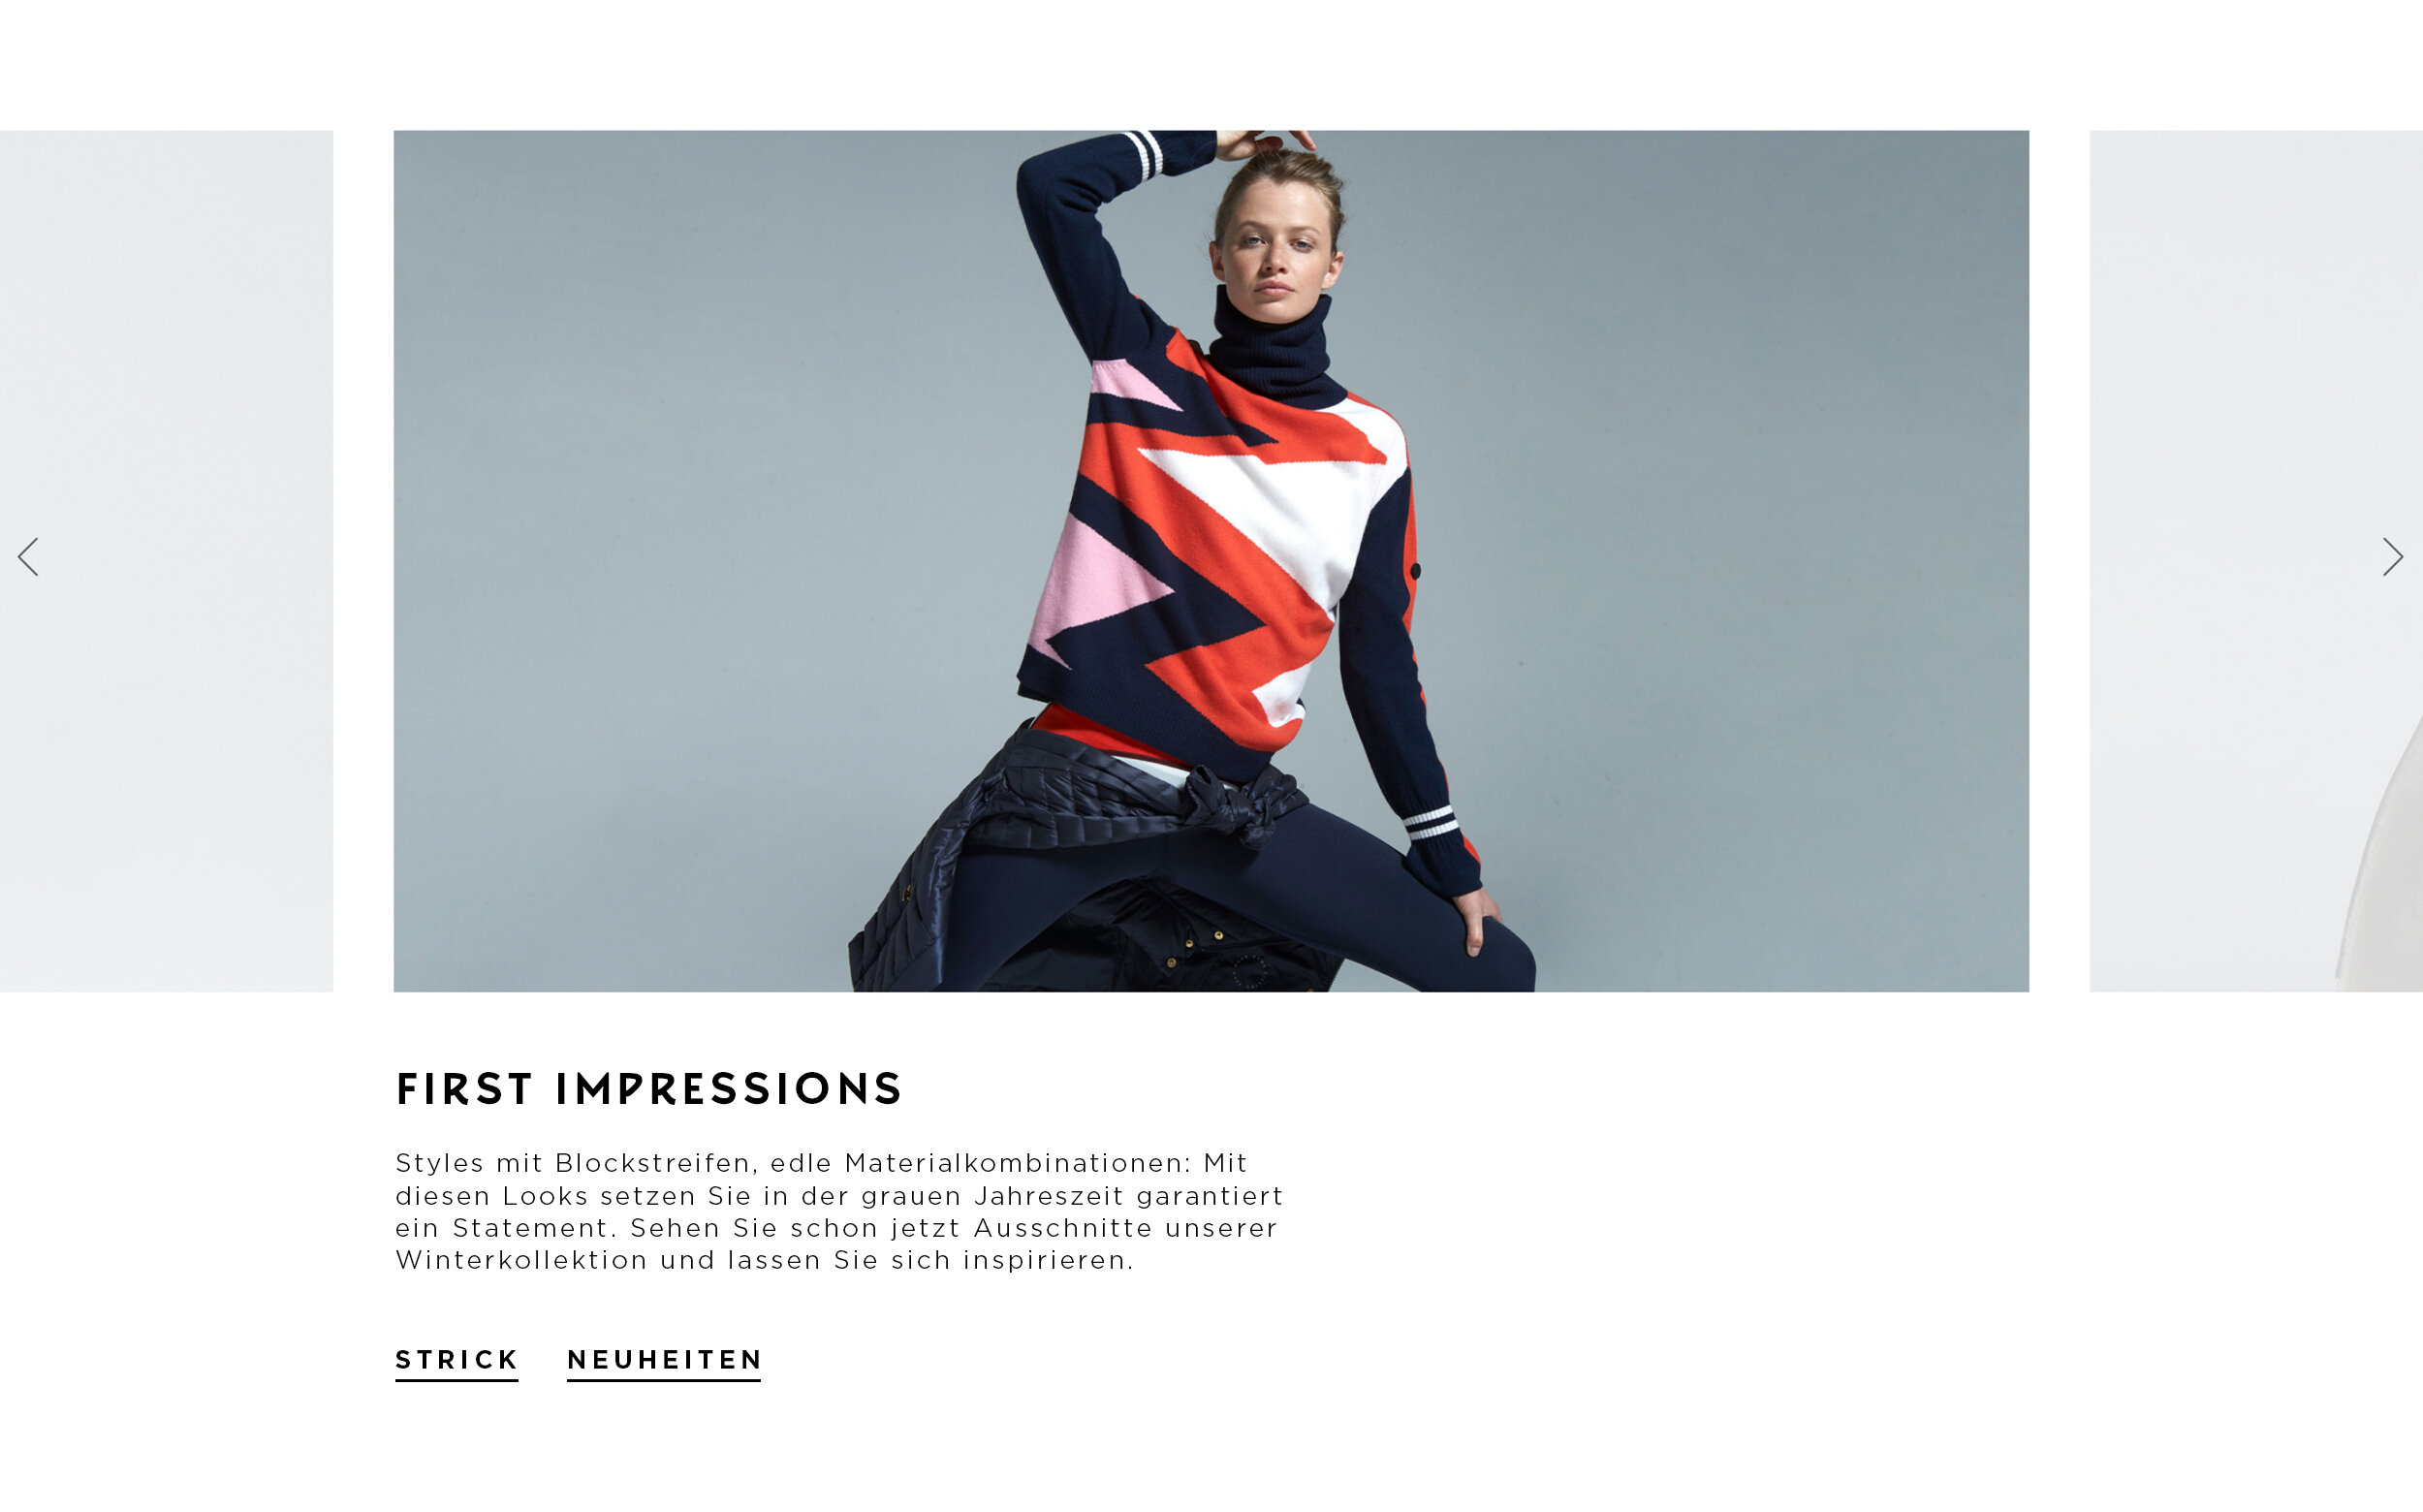 FIRST IMPRESSIONS
Styles mit Blockstreifen, edle Materialkombinationen: Mit
diesen Looks setzen Sie in der grauen Jahreszeit garantiert
ein Statement. Sehen Sie schon jetzt Ausschnitte unserer
Winterkollektion und lassen Sie sich inspirieren.
STRICK NEUHEITEN